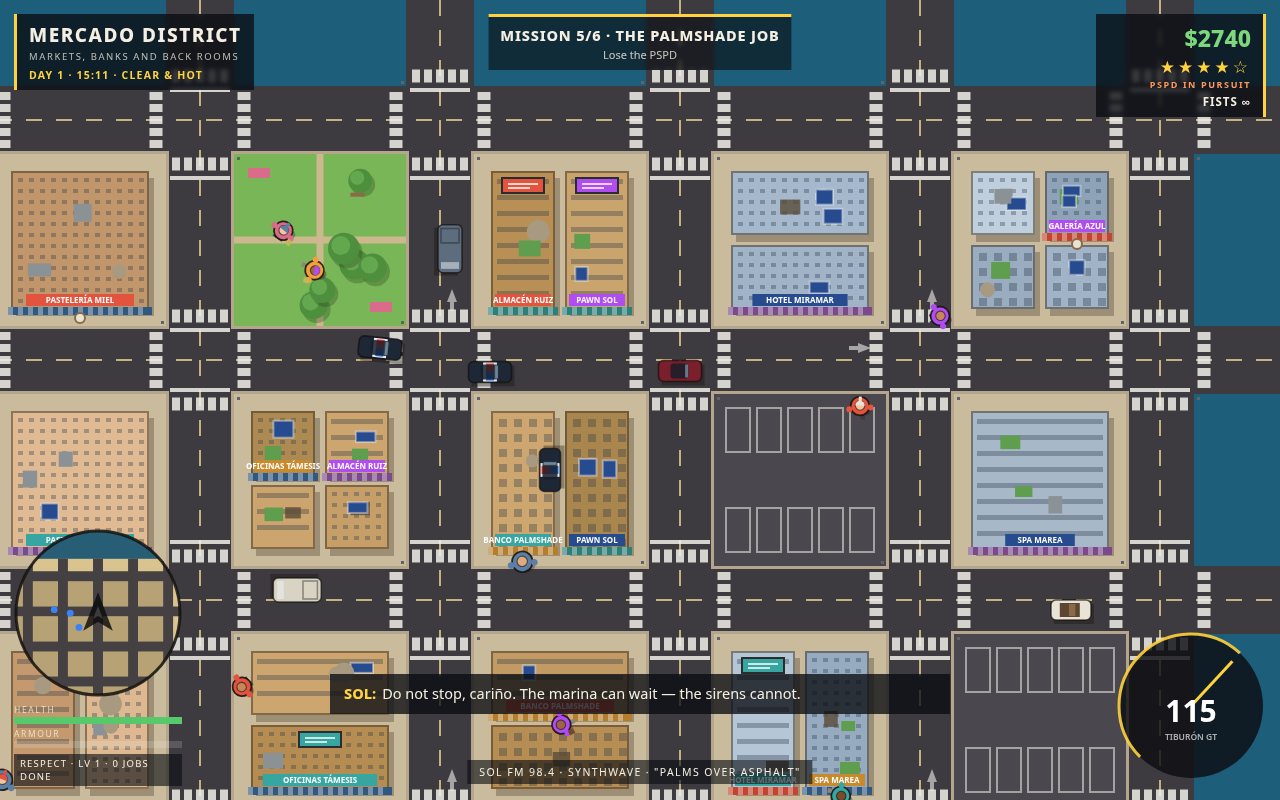 MERCADO DISTRICT
MARKETS, BANKS AND BACK ROOMS
DAY 1 · 15:11 · CLEAR & HOT
MISSION 5/6 · THE PALMSHADE JOB
Lose the PSPD
$2740
★★★★☆
PSPD IN PURSUIT
FISTS ∞
GALERÍA AZUL
PASTELERÍA MIEL
ALMACÉN RUIZ
PAWN SOL
HOTEL MIRAMAR
OFICINAS TÁMESIS
ALMACÉN RUIZ
BANCO PALMSHADE
PAWN SOL
SPA MAREA
SOL: Do not stop, cariño. The marina can wait — the sirens cannot.
BANCO PALMSHADE
HEALTH
ARMOUR
RESPECT · LV 1 · 0 JOBS
DONE
115
TIBURÓN GT
SOL FM 98.4 · SYNTHWAVE · "PALMS OVER ASPHALT"
OFICINAS TÁMESIS
HOTEL MIRAMAR
SPA MAREA